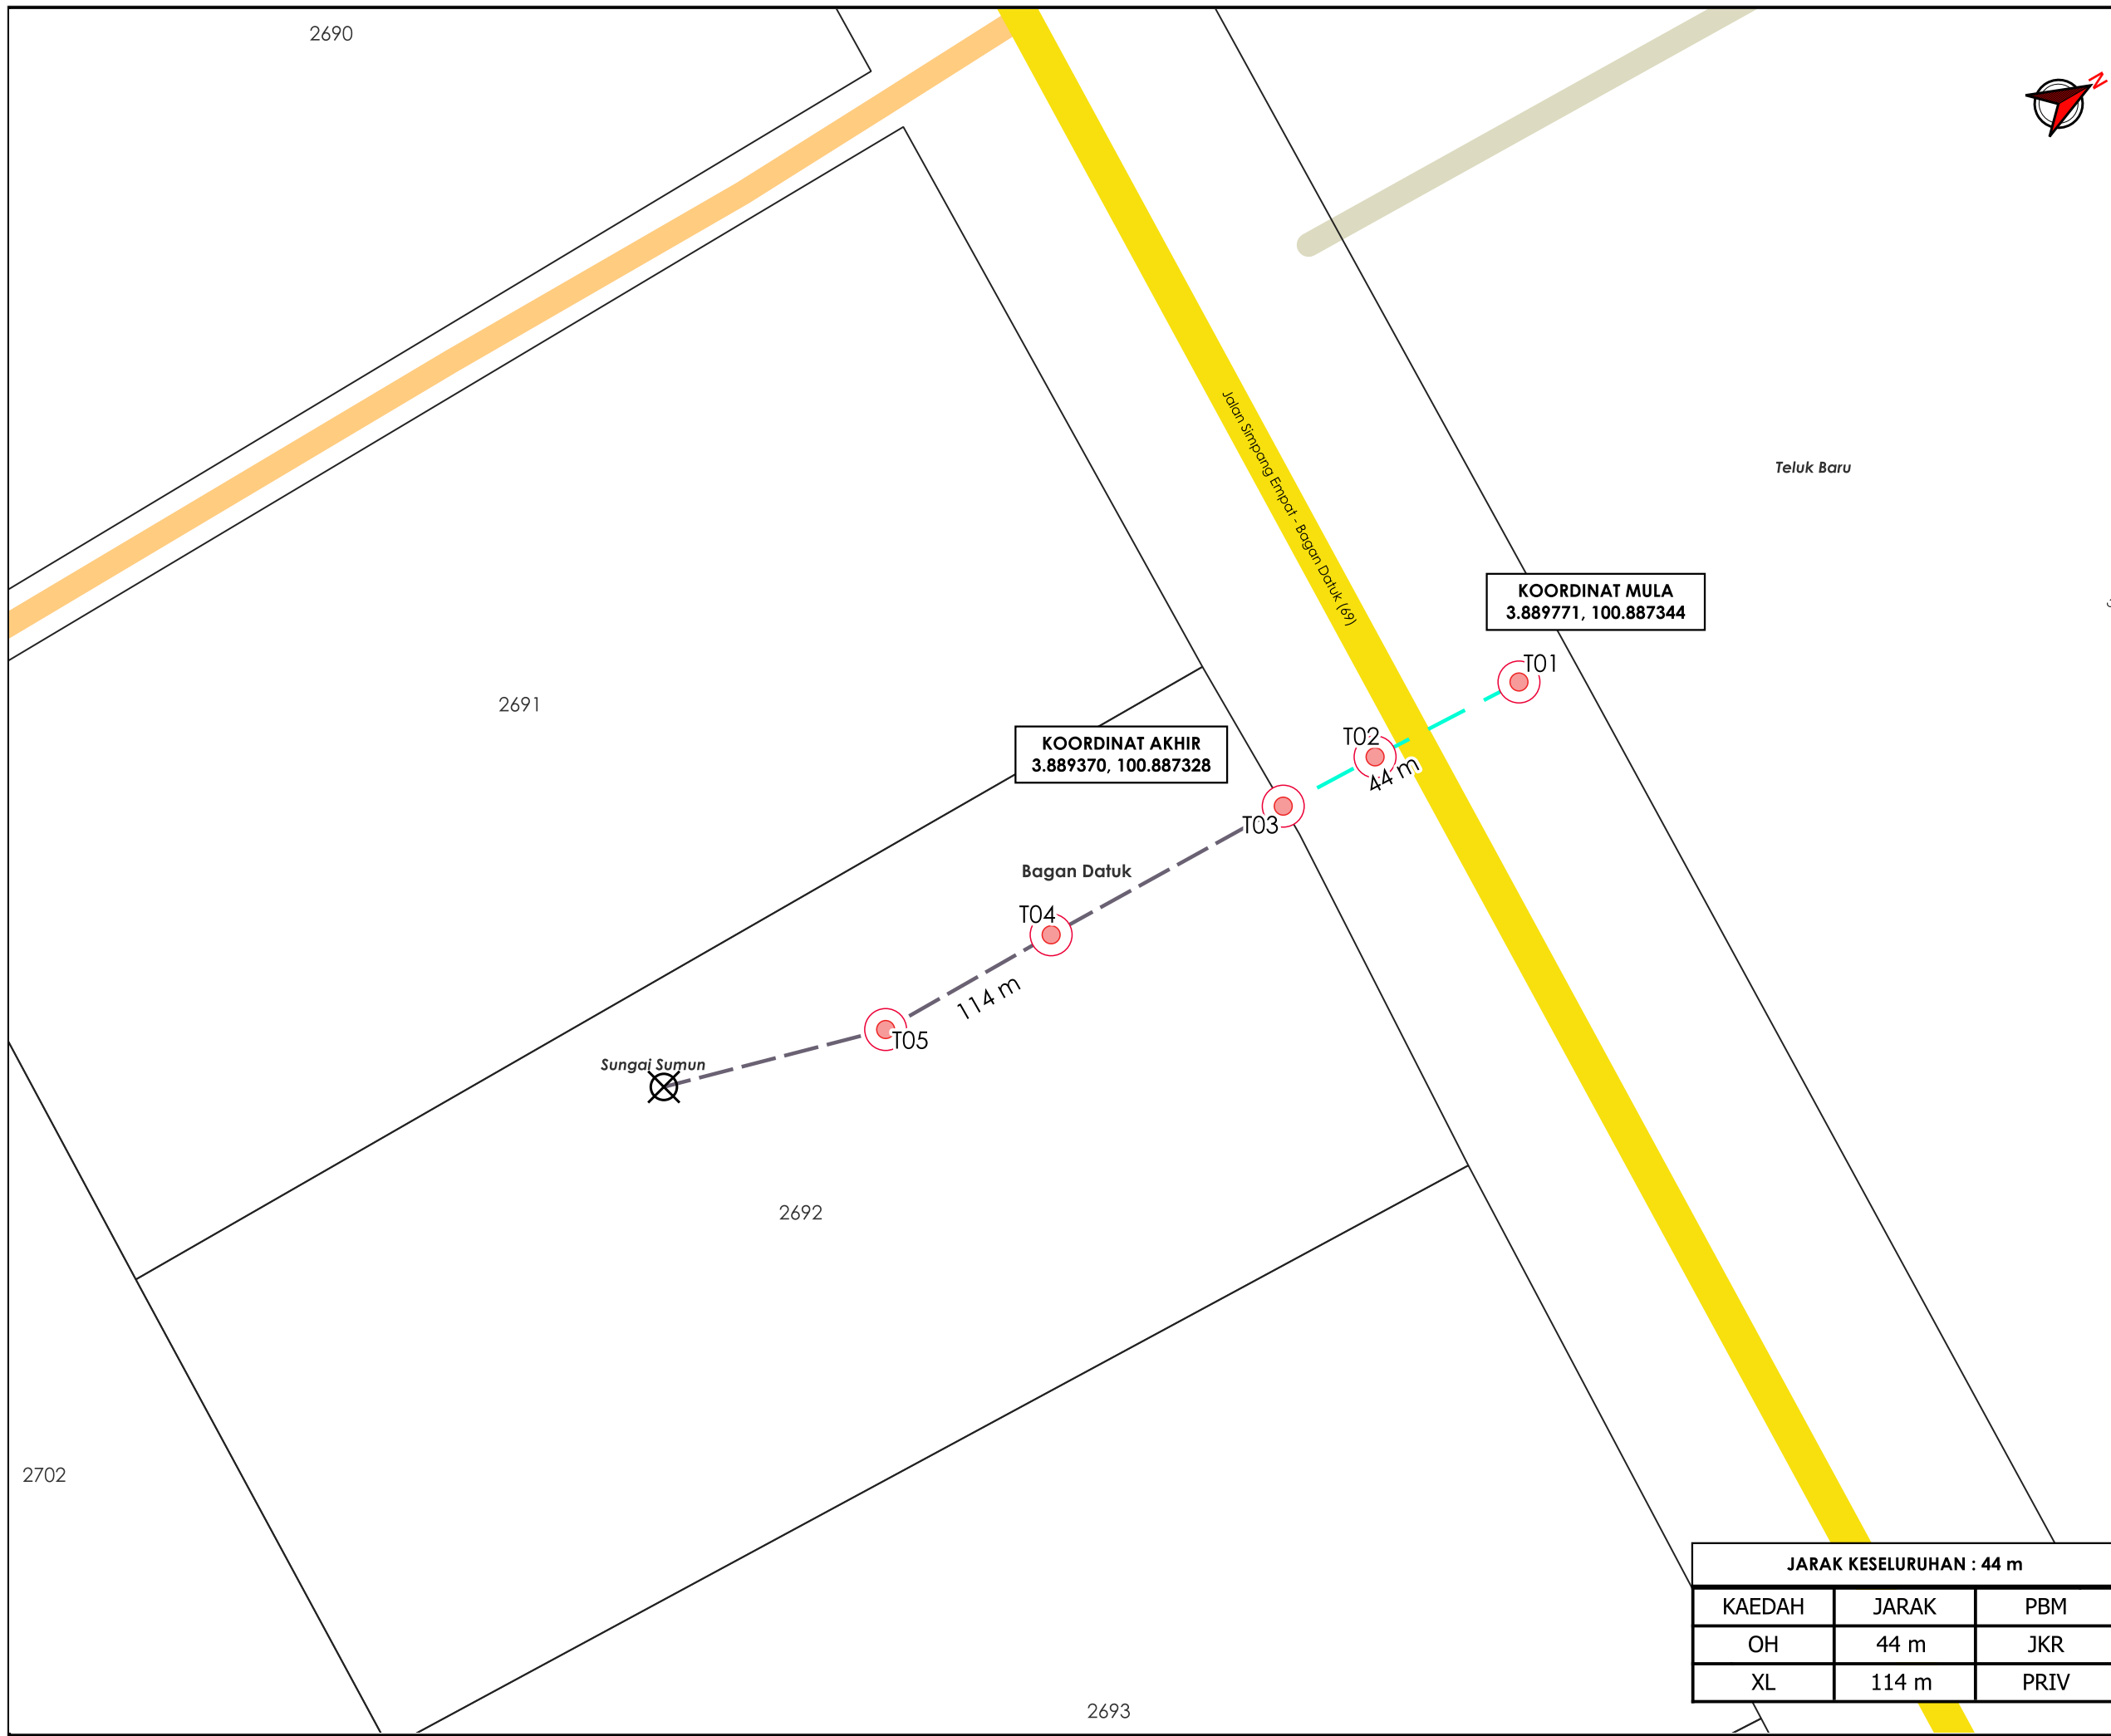 2690
N
Jalan Simpang Empat - Bagan Datuk (69)
Teluk Baru
KOORDINAT MULA
3.889771, 100.887344
T01
2691
T02
44 m
KOORDINAT AKHIR
3.889370, 100.887328
T03
Bagan Datuk
T04
114 m
T05
Sungai Sumun
2692
2702
2693
JARAK KESELURUHAN : 44 m
KAEDAH JARAK PBM
OH 44 m JKR
XL 114 m PRIV